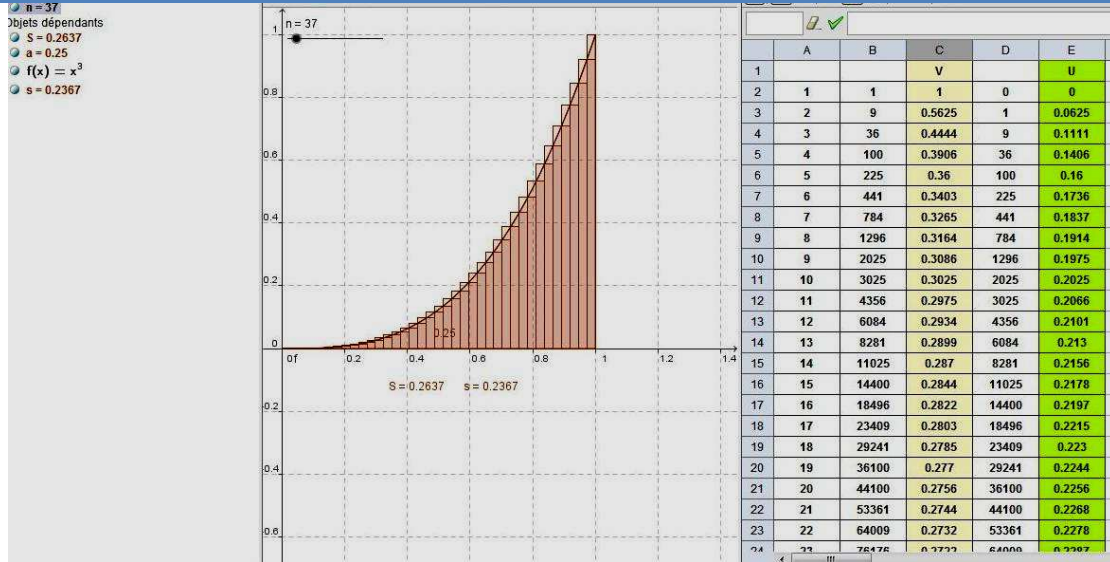 n = 37
Objets dépendants
S = 0.2637
a = 0.25
f(x) = x³
s = 0.2367
n = 37
1
0.8
0.6
0.4
0.2
0
0.2
0.4
0.6
0f 0.2 0.4 0.6 0.8 1 1.2 1.4
0.25
S = 0.2637 s = 0.2367
A B C D E
1 V U
2 1 1 1 0 0
3 2 9 0.5625 1 0.0625
4 3 36 0.4444 9 0.1111
5 4 100 0.3906 36 0.1406
6 5 225 0.36 100 0.16
7 6 441 0.3403 225 0.1736
8 7 784 0.3265 441 0.1837
9 8 1296 0.3164 784 0.1914
10 9 2025 0.3086 1296 0.1975
11 10 3025 0.3025 2025 0.2025
12 11 4356 0.2975 3025 0.2066
13 12 6084 0.2934 4356 0.2101
14 13 8281 0.2899 6084 0.213
15 14 11025 0.287 8281 0.2156
16 15 14400 0.2844 11025 0.2178
17 16 18496 0.2822 14400 0.2197
18 17 23409 0.2803 18496 0.2215
19 18 29241 0.2785 23409 0.223
20 19 36100 0.277 29241 0.2244
21 20 44100 0.2756 36100 0.2256
22 21 53361 0.2744 44100 0.2268
23 22 64009 0.2732 53361 0.2278
24 23 76176 0.2722 64009 0.2287